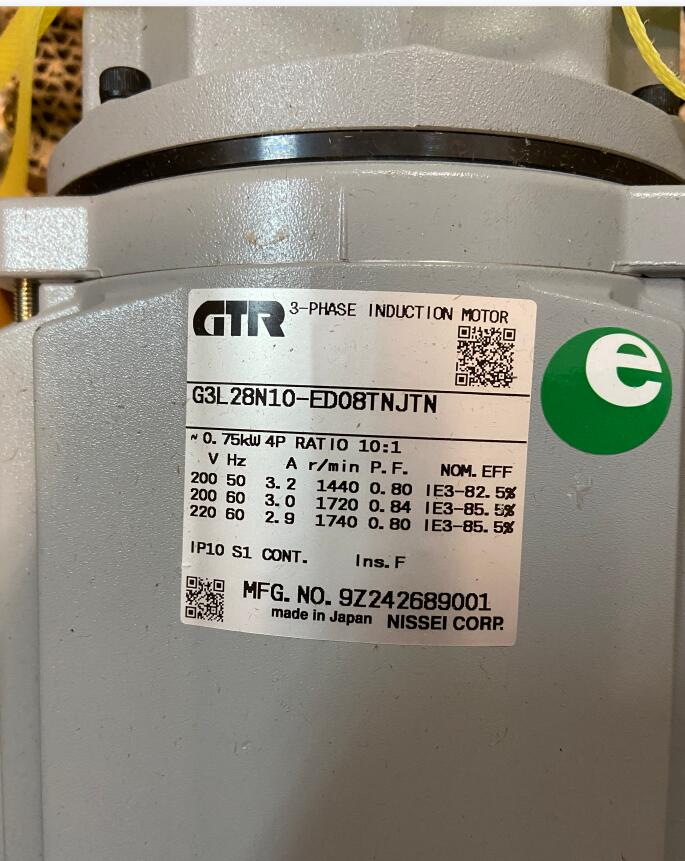 GTR 3-PHASE INDUCTION MOTOR
G3L28N10-ED08TNJTN
~0.75kW 4P RATIO 10:1
V Hz A r/min P.F. NOM.EFF
200 50 3.2 1440 0.80 IE3-82.5%
200 60 3.0 1720 0.84 IE3-85.5%
220 60 2.9 1740 0.80 IE3-85.5%
IP10 S1 CONT. Ins.F
MFG.NO.9Z242689001
made in Japan NISSEI CORP.
e